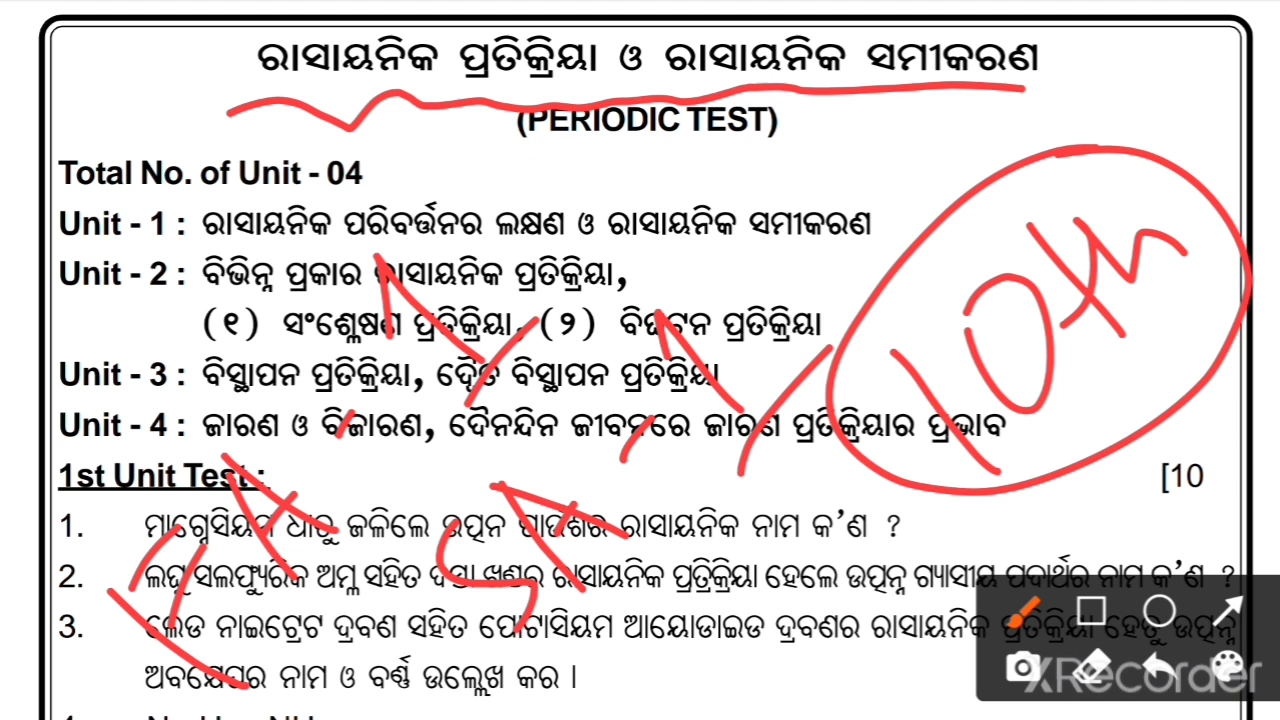 ରାସାୟନିକ ପ୍ରତିକ୍ରିୟା ଓ ରାସାୟନିକ ସମୀକରଣ
(PERIODIC TEST)
Total No. of Unit - 04
Unit - 1 : ରାସାୟନିକ ପରିବର୍ତ୍ତନର ଲକ୍ଷଣ ଓ ରାସାୟନିକ ସମୀକରଣ
Unit - 2 : ବିଭିନ୍ନ ପ୍ରକାର ରାସାୟନିକ ପ୍ରତିକ୍ରିୟା,
(୧) ସଂଶ୍ଳେଷଣ ପ୍ରତିକ୍ରିୟା, (୨) ବିଘଟନ ପ୍ରତିକ୍ରିୟା
Unit - 3 : ବିସ୍ଥାପନ ପ୍ରତିକ୍ରିୟା, ଦ୍ୱୈତ ବିସ୍ଥାପନ ପ୍ରତିକ୍ରିୟା
Unit - 4 : ଜାରଣ ଓ ବିଜାରଣ, ଦୈନନ୍ଦିନ ଜୀବନରେ ଜାରଣ ପ୍ରତିକ୍ରିୟାର ପ୍ରଭାବ
10th
1st Unit Test : [10
1. ମାଗ୍ନେସିୟମ ଧାତୁ ଜଳିଲେ ଉତ୍ପନ ପାଉଁଶର ରାସାୟନିକ ନାମ କ’ଣ ?
2. ଲଘୁ ସଲଫ୍ୟୁରିକ ଅମ୍ଳ ସହିତ ଦସ୍ତା ଖଣ୍ଡର ରାସାୟନିକ ପ୍ରତିକ୍ରିୟା ହେଲେ ଉତ୍ପନ୍ନ ଗ୍ୟାସୀୟ ପଦାର୍ଥର ନାମ କ’ଣ ?
3. ଲେଡ ନାଇଟ୍ରେଟ ଦ୍ରବଣ ସହିତ ପୋଟାସିୟମ ଆୟୋଡାଇଡ ଦ୍ରବଣର ରାସାୟନିକ ପ୍ରତିକ୍ରିୟା ହେତୁ ଉତ୍ପନ୍ନ
ଅବକ୍ଷେପର ନାମ ଓ ବର୍ଣ୍ଣ ଉଲ୍ଲେଖ କର ।
XRecorder